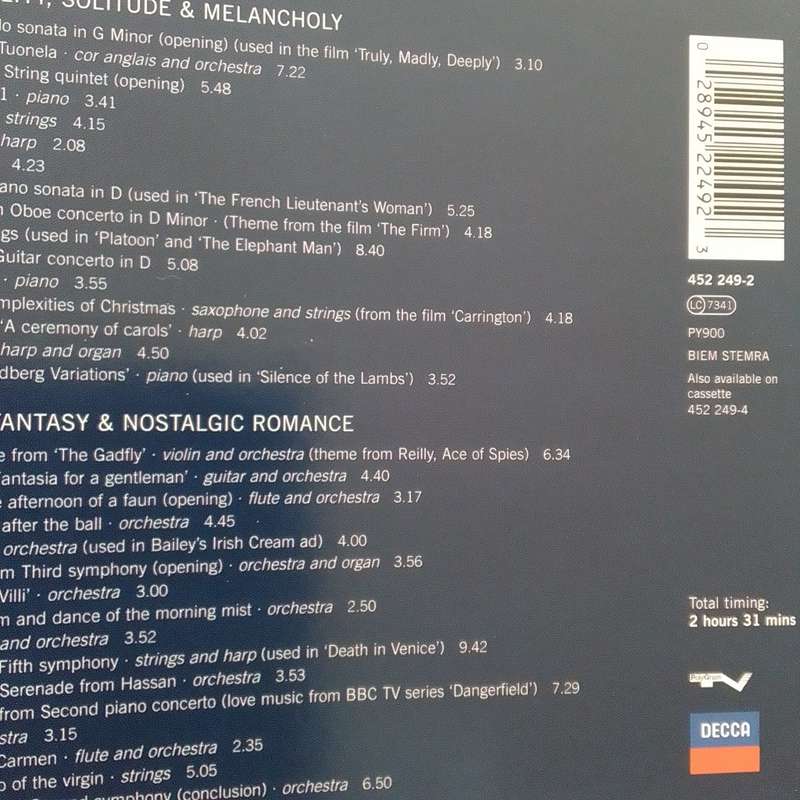 SOLITUDE & MELANCHOLY
lo sonata in G Minor (opening) (used in the film 'Truly, Madly, Deeply') 3.10
Tuonela · cor anglais and orchestra 7.22
String quintet (opening) 5.48
1 · piano 3.41
strings 4.15
harp 2.08
4.23
ano sonata in D (used in 'The French Lieutenant's Woman') 5.25
n Oboe concerto in D Minor · (Theme from the film 'The Firm') 4.18
gs (used in 'Platoon' and 'The Elephant Man') 8.40
Guitar concerto in D 5.08
· piano 3.55
mplexities of Christmas · saxophone and strings (from the film 'Carrington') 4.18
'A ceremony of carols' · harp 4.02
harp and organ 4.50
dberg Variations' · piano (used in 'Silence of the Lambs') 3.52
ANTASY & NOSTALGIC ROMANCE
e from 'The Gadfly' · violin and orchestra (theme from Reilly, Ace of Spies) 6.34
antasia for a gentleman' · guitar and orchestra 4.40
e afternoon of a faun (opening) · flute and orchestra 3.17
after the ball · orchestra 4.45
orchestra (used in Bailey's Irish Cream ad) 4.00
m Third symphony (opening) · orchestra and organ 3.56
Villi' · orchestra 3.00
m and dance of the morning mist · orchestra 2.50
and orchestra 3.52
Fifth symphony · strings and harp (used in 'Death in Venice') 9.42
Serenade from Hassan · orchestra 3.53
from Second piano concerto (love music from BBC TV series 'Dangerfield') 7.29
stra 3.15
Carmen · flute and orchestra 2.35
o of the virgin · strings 5.05
symphony (conclusion) · orchestra 6.50
0 28945 22492 3
452 249-2
LC 7341
PY900
BIEM STEMRA
Also available on
cassette
452 249-4
Total timing:
2 hours 31 mins
PolyGram
DECCA